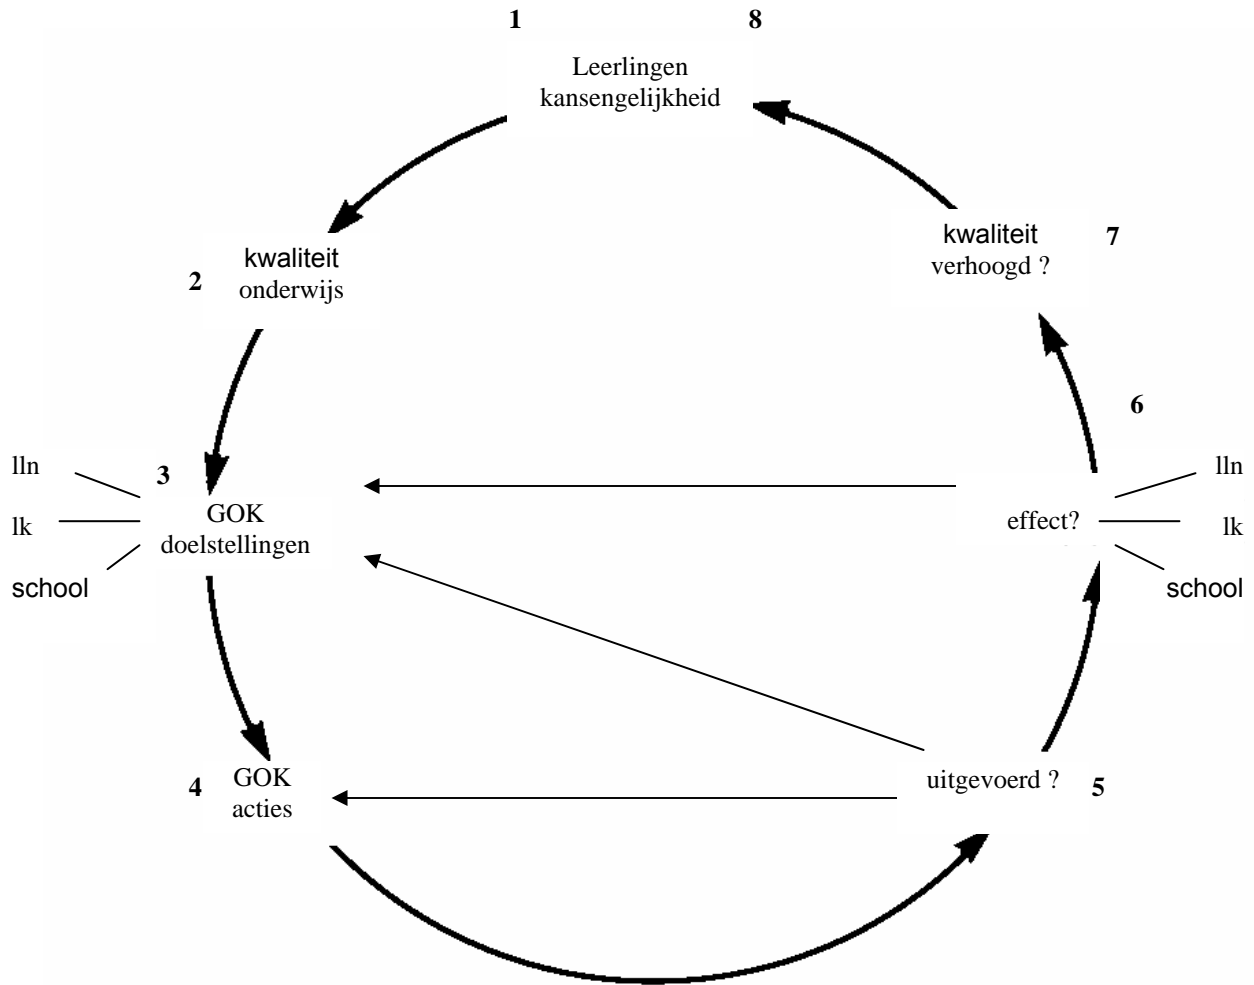 1
8
Leerlingen
kansengelijkheid
kwaliteit
verhoogd ?
7
2
kwaliteit
onderwijs
6
3
lln
lk
school
GOK
doelstellingen
effect?
lln
lk
school
4
GOK
acties
uitgevoerd ?
5